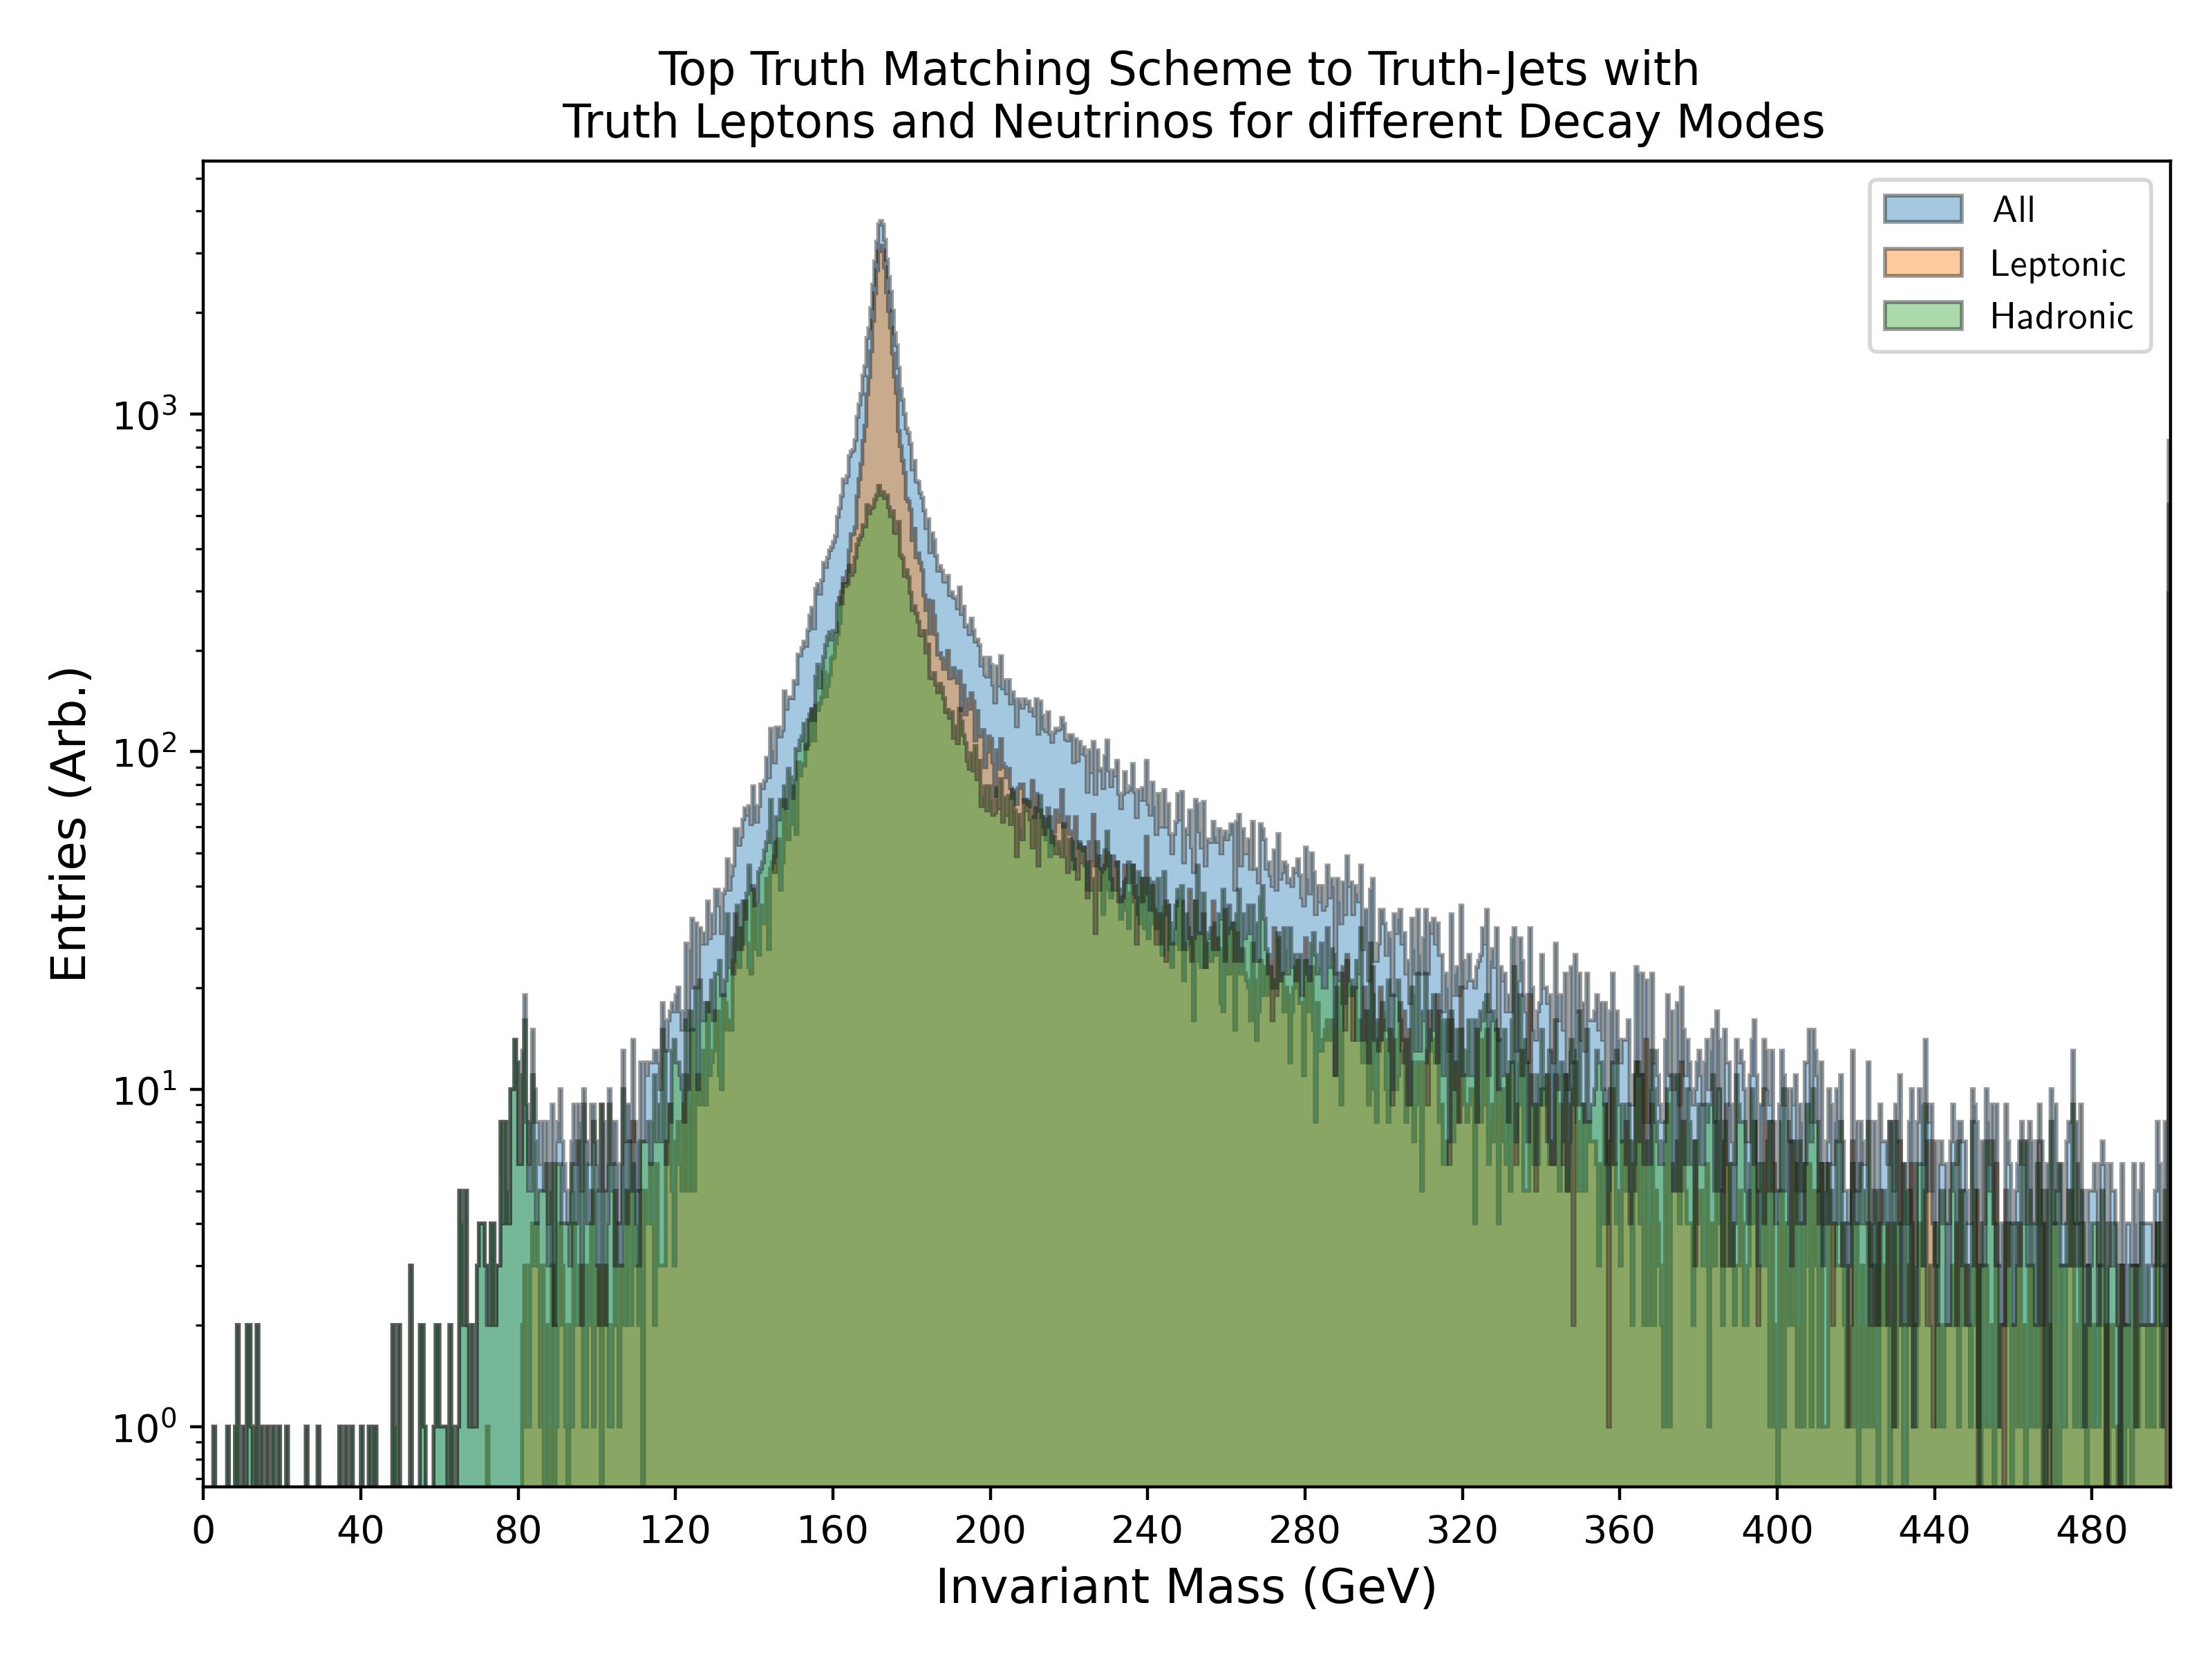 Top Truth Matching Scheme to Truth-Jets with
Truth Leptons and Neutrinos for different Decay Modes
All
Leptonic
Hadronic
Entries (Arb.)
10³
10²
10¹
10⁰
0 40 80 120 160 200 240 280 320 360 400 440 480
Invariant Mass (GeV)